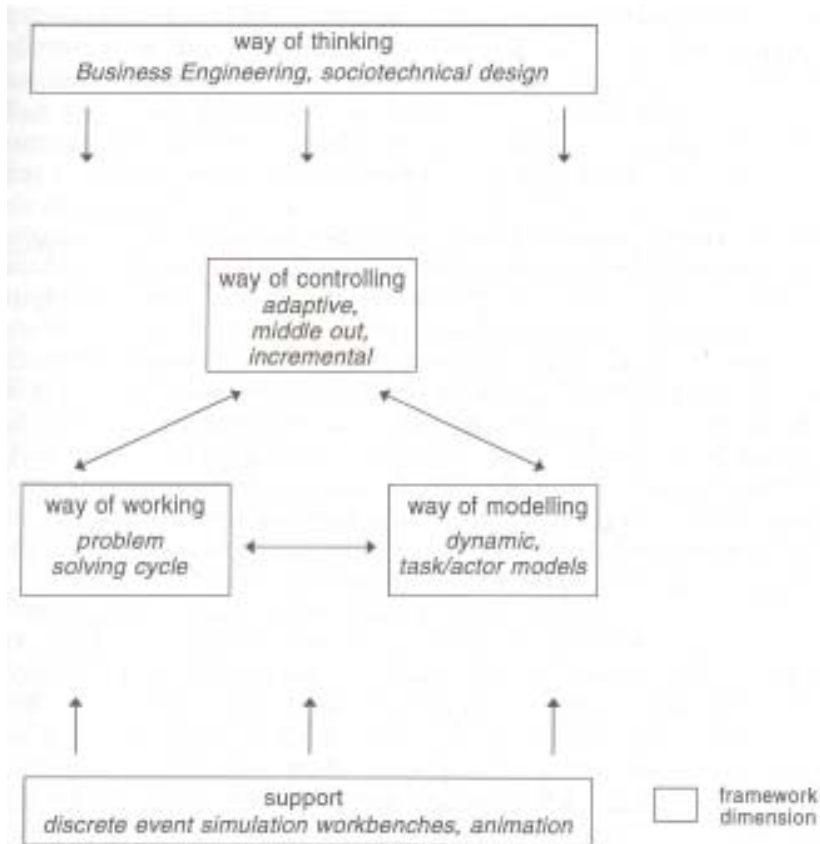 way of thinking
Business Engineering, sociotechnical design
way of controlling
adaptive,
middle out,
incremental
way of working
problem
solving cycle
way of modelling
dynamic,
task/actor models
support
discrete event simulation workbenches, animation
framework
dimension